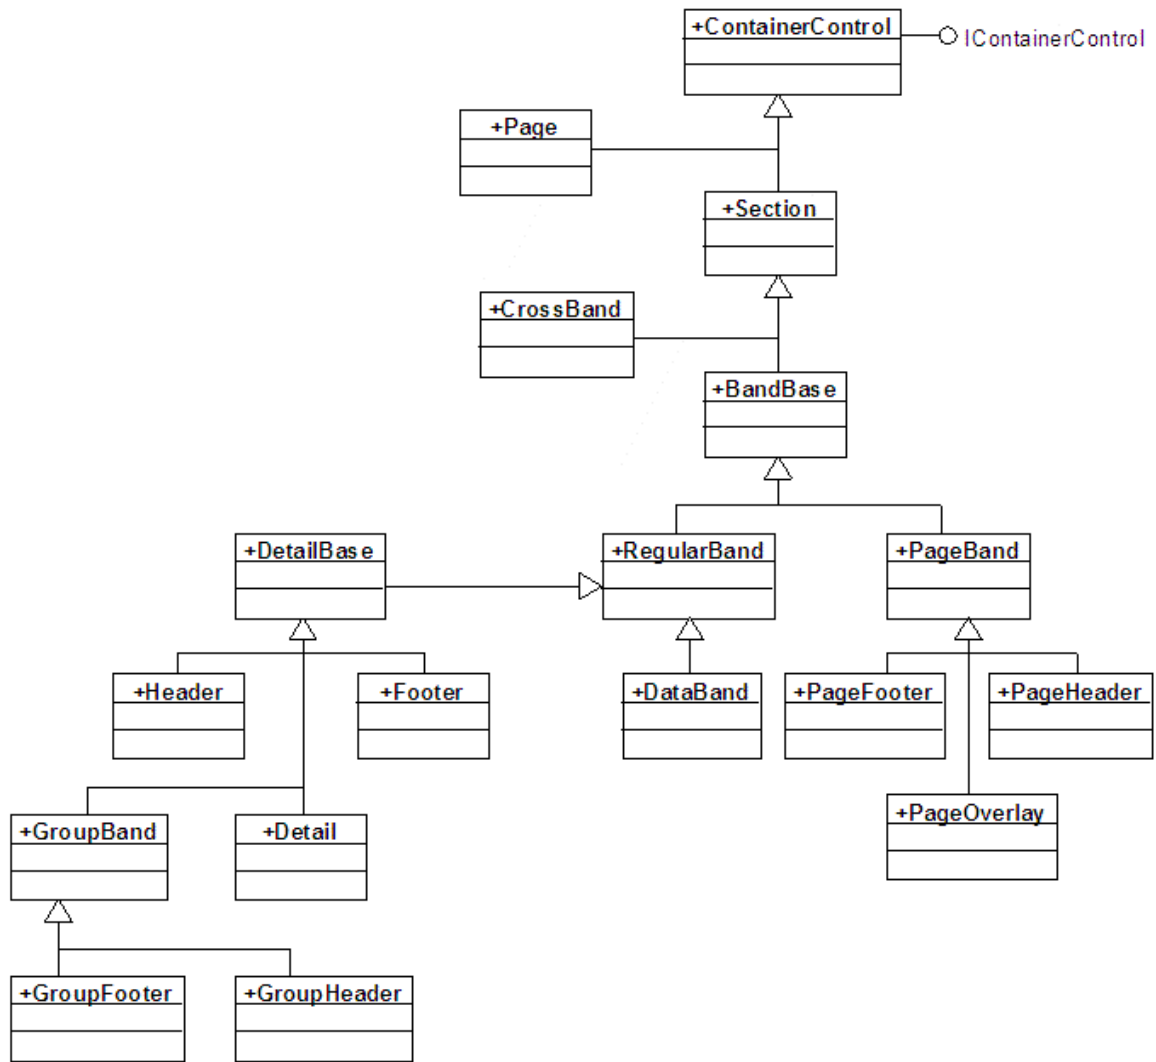 +ContainerControl
IContainerControl
+Page
+Section
+CrossBand
+BandBase
+DetailBase
+RegularBand
+PageBand
+Header
+Footer
+DataBand
+PageFooter
+PageHeader
+GroupBand
+Detail
+PageOverlay
+GroupFooter
+GroupHeader